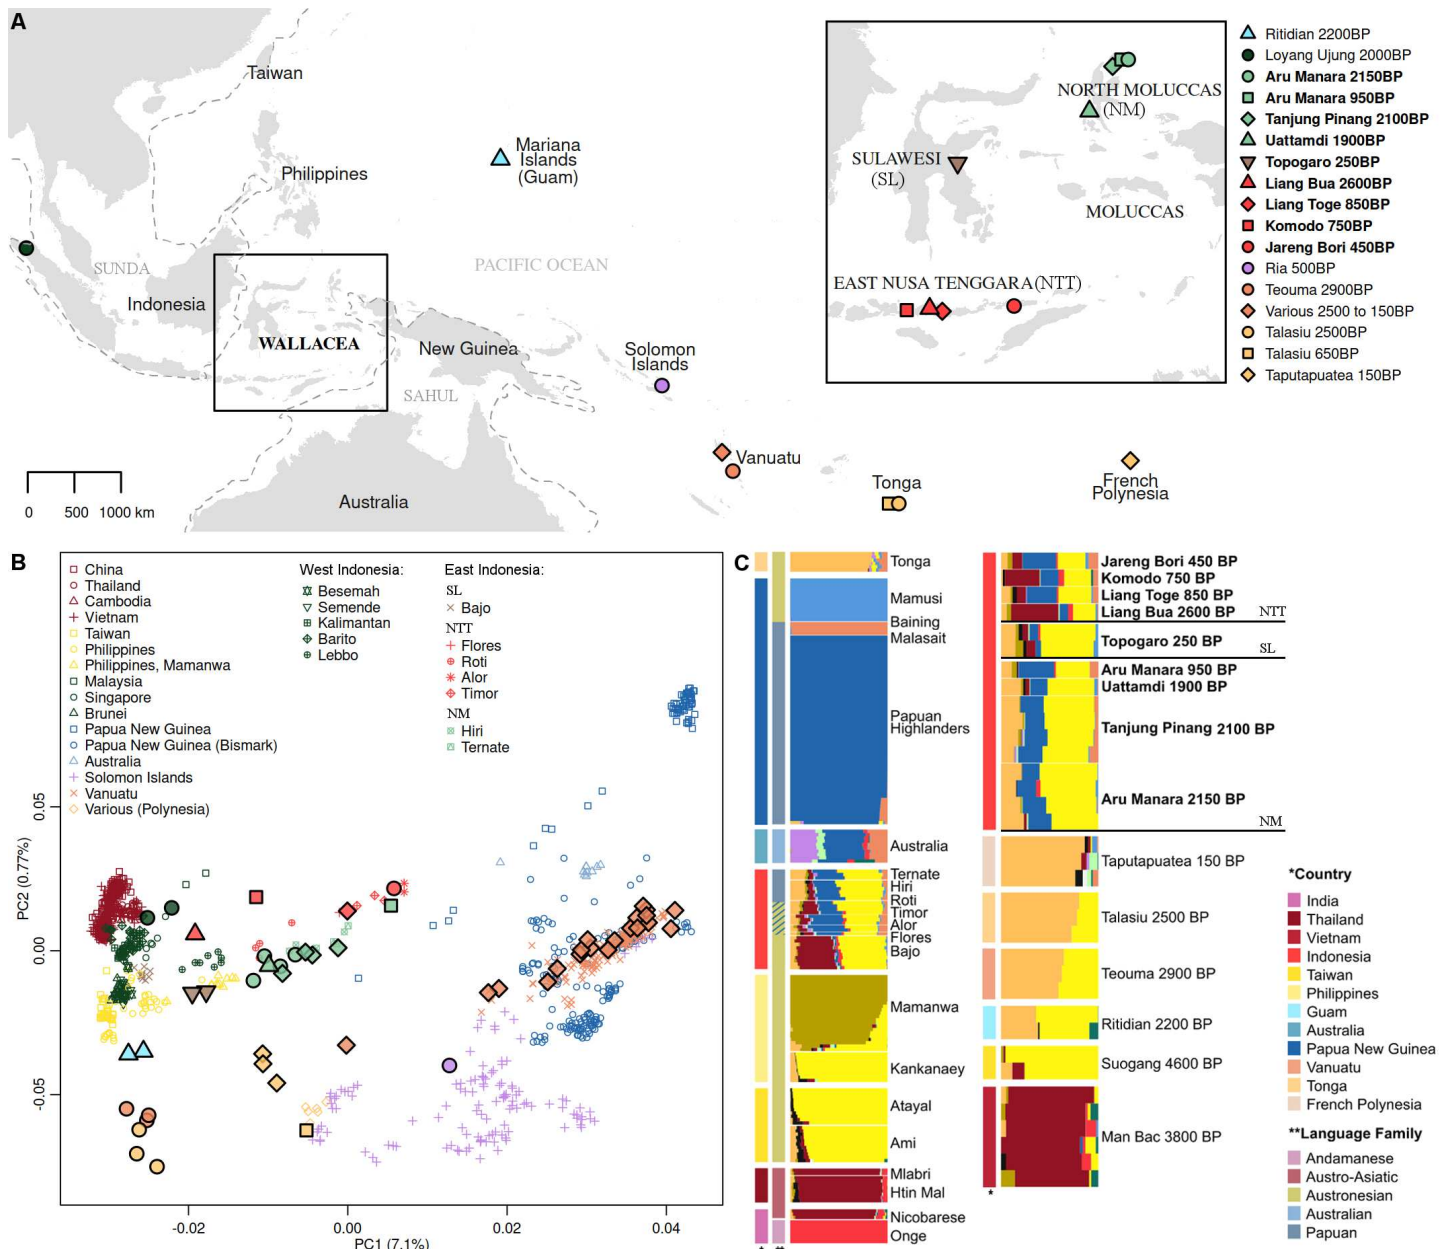 A
Taiwan
Philippines
Mariana
Islands
(Guam)
SUNDA
Indonesia
WALLACEA
PACIFIC OCEAN
New Guinea
SAHUL
Solomon
Islands
Vanuatu
Australia
Tonga
French
Polynesia
0 500 1000 km
NORTH MOLUCCAS
(NM)
SULAWESI
(SL)
MOLUCCAS
EAST NUSA TENGGARA(NTT)
Ritidian 2200BP
Loyang Ujung 2000BP
Aru Manara 2150BP
Aru Manara 950BP
Tanjung Pinang 2100BP
Uattamdi 1900BP
Topogaro 250BP
Liang Bua 2600BP
Liang Toge 850BP
Komodo 750BP
Jareng Bori 450BP
Ria 500BP
Teouma 2900BP
Various 2500 to 150BP
Talasiu 2500BP
Talasiu 650BP
Taputapuatea 150BP
B
China
Thailand
Cambodia
Vietnam
Taiwan
Philippines
Philippines, Mamanwa
Malaysia
Singapore
Brunei
Papua New Guinea
Papua New Guinea (Bismark)
Australia
Solomon Islands
Vanuatu
Various (Polynesia)
West Indonesia:
Besemah
Semende
Kalimantan
Barito
Lebbo
East Indonesia:
SL
Bajo
NTT
Flores
Roti
Alor
Timor
NM
Hiri
Ternate
PC2 (0.77%)
0.05
0.00
-0.05
-0.02
0.00
0.02
0.04
PC1 (7.1%)
C
Tonga
Mamusi
Baining
Malasait
Papuan
Highlanders
Australia
Ternate
Hiri
Roti
Timor
Alor
Flores
Bajo
Mamanwa
Kankanaey
Atayal
Ami
Mlabri
Htin Mal
Nicobarese
Onge
* **
Jareng Bori 450 BP
Komodo 750 BP
Liang Toge 850 BP
Liang Bua 2600 BP
NTT
Topogaro 250 BP
SL
Aru Manara 950 BP
Uattamdi 1900 BP
Tanjung Pinang 2100 BP
Aru Manara 2150 BP
NM
Taputapuatea 150 BP
Talasiu 2500 BP
Teouma 2900 BP
Ritidian 2200 BP
Suogang 4600 BP
Man Bac 3800 BP
*
*Country
India
Thailand
Vietnam
Indonesia
Taiwan
Philippines
Guam
Australia
Papua New Guinea
Vanuatu
Tonga
French Polynesia
**Language Family
Andamanese
Austro-Asiatic
Austronesian
Australian
Papuan